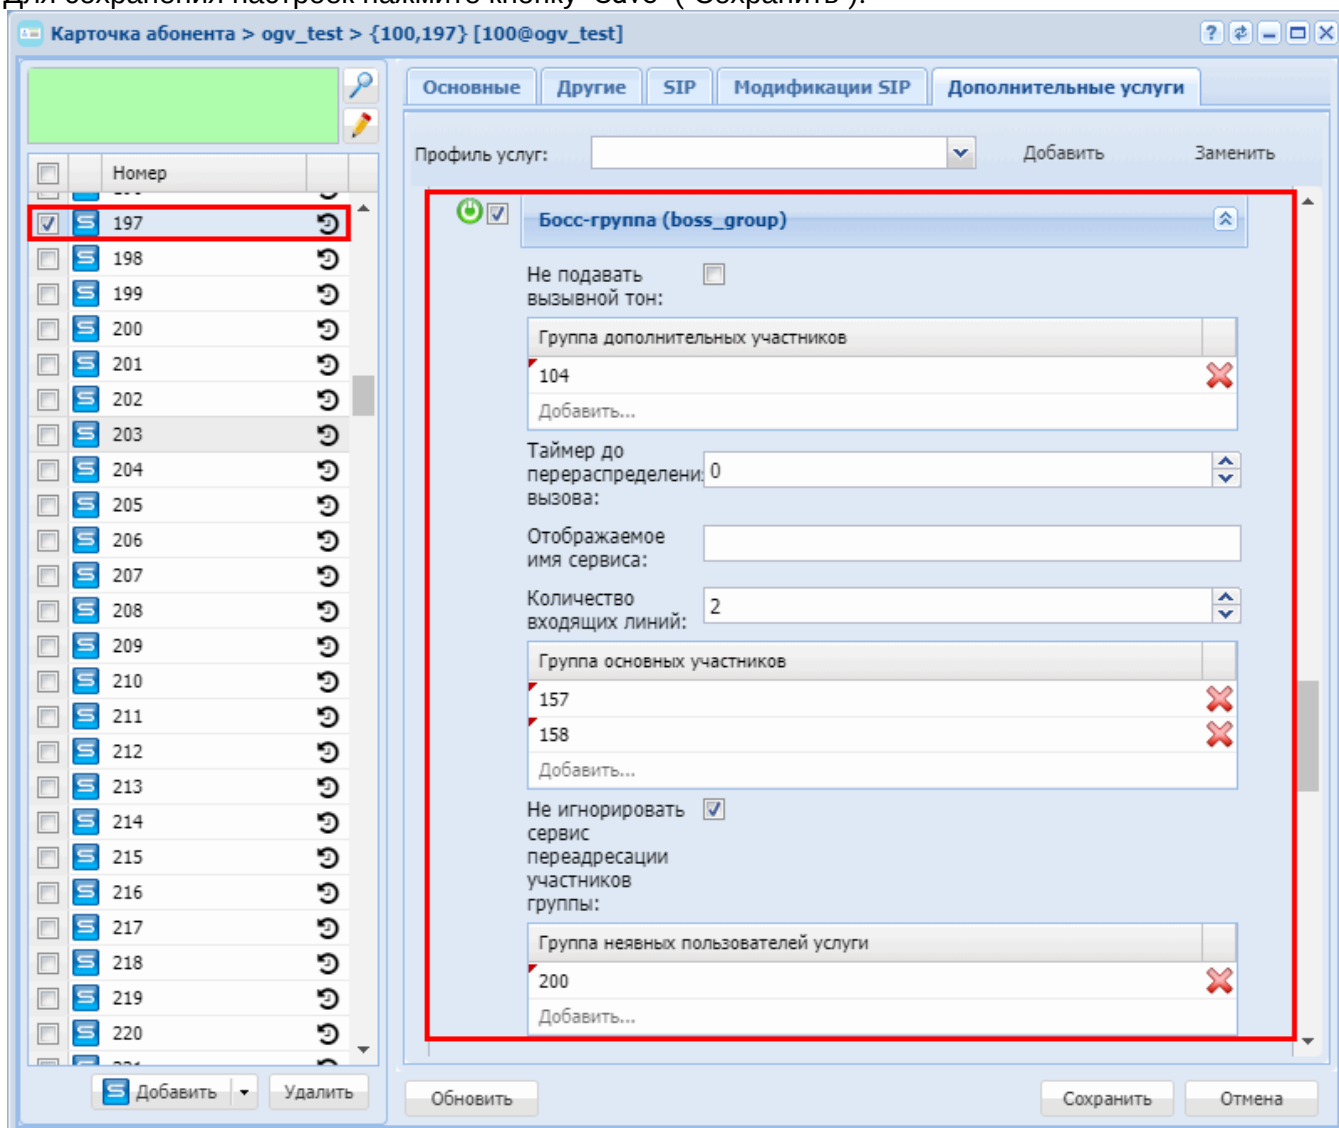 Для сохранения настроек нажмите кнопку "Save" ("Сохранить").
Карточка абонента > ogv_test > {100,197} [100@ogv_test]
Основные Другие SIP Модификации SIP Дополнительные услуги
Профиль услуг: Добавить Заменить
Номер
197
198
199
200
201
202
203
204
205
206
207
208
209
210
211
212
213
214
215
216
217
218
219
220
Добавить Удалить
Босс-группа (boss_group)
Не подавать
вызывной тон:
Группа дополнительных участников
104
Добавить...
Таймер до
перераспределени:
вызова:
0
Отображаемое
имя сервиса:
Количество
входящих линий:
2
Группа основных участников
157
158
Добавить...
Не игнорировать
сервис
переадресации
участников
группы:
Группа неявных пользователей услуги
200
Добавить...
Обновить Сохранить Отмена